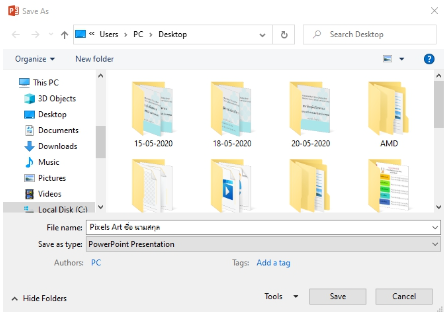 Save As
« Users > PC > Desktop
Search Desktop
Organize
New folder
This PC
3D Objects
Desktop
Documents
Downloads
Music
Pictures
Videos
Local Disk (C:)
15-05-2020
18-05-2020
20-05-2020
AMD
File name: Pixels Art ชื่อ นามสกุล
Save as type: PowerPoint Presentation
Authors: PC
Tags: Add a tag
Hide Folders
Tools
Save
Cancel